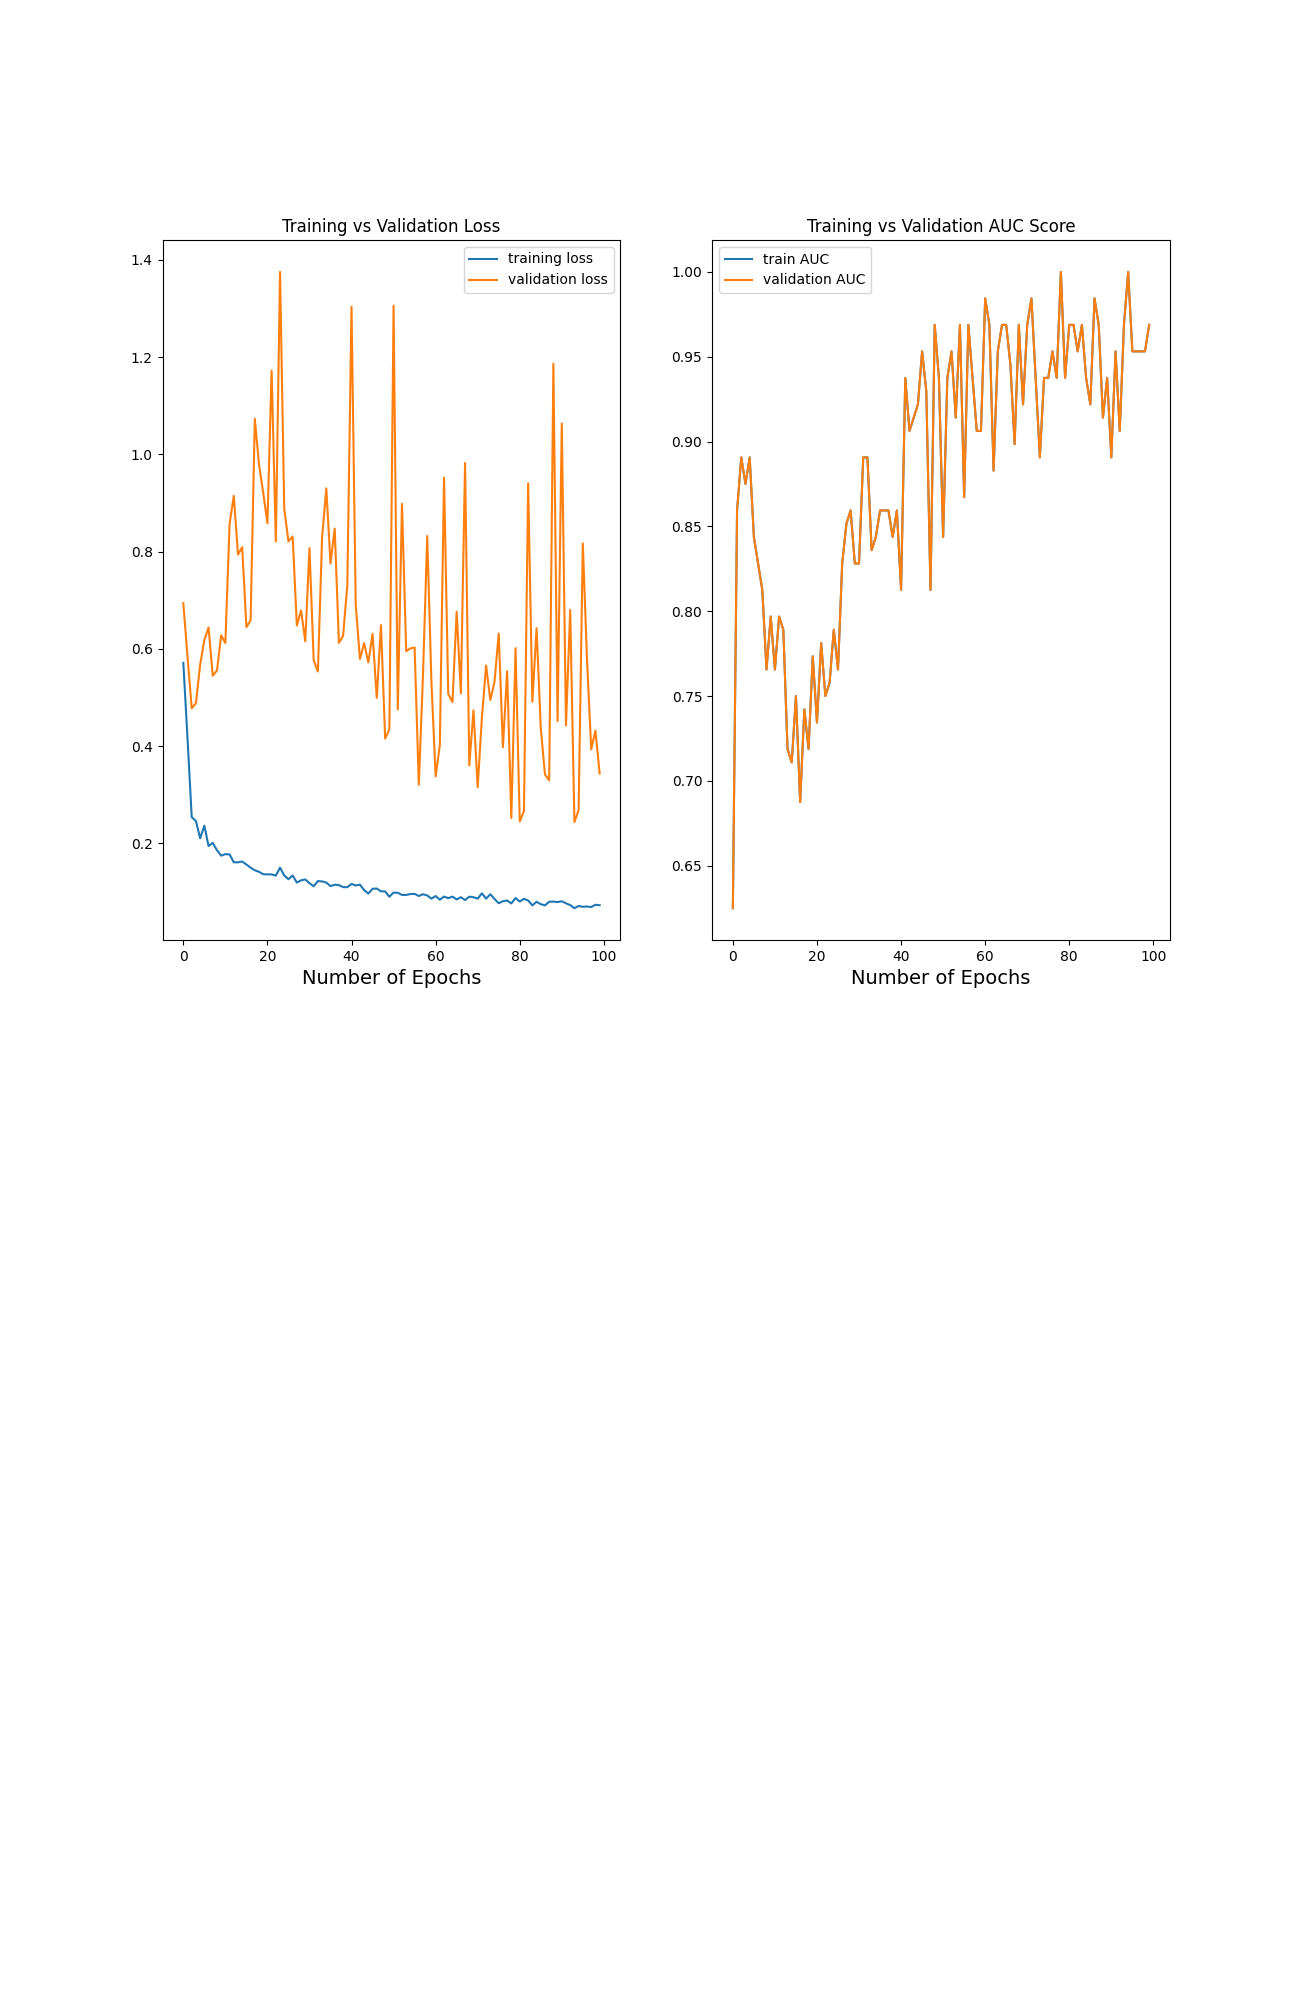 Training vs Validation Loss
training loss
validation loss
1.4
1.2
1.0
0.8
0.6
0.4
0.2
0 20 40 60 80 100
Number of Epochs
Training vs Validation AUC Score
train AUC
validation AUC
1.00
0.95
0.90
0.85
0.80
0.75
0.70
0.65
0 20 40 60 80 100
Number of Epochs